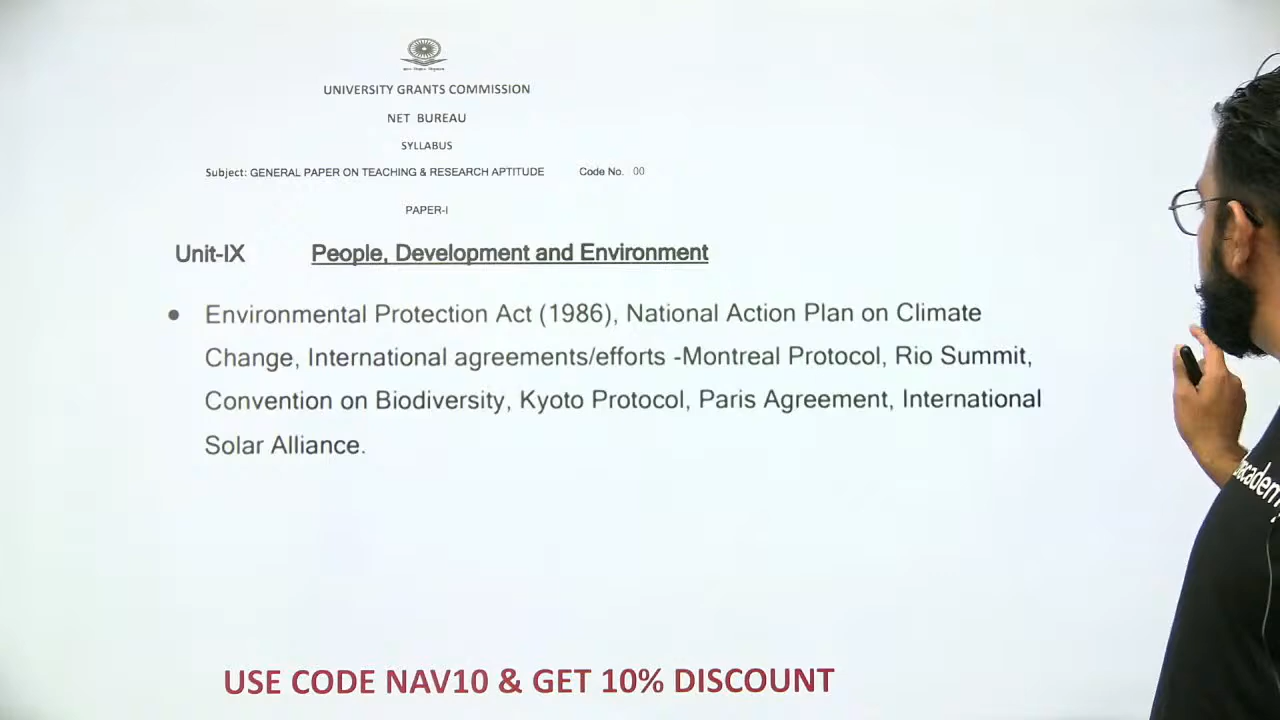 UNIVERSITY GRANTS COMMISSION
NET BUREAU
SYLLABUS
Subject: GENERAL PAPER ON TEACHING & RESEARCH APTITUDE Code No. 00
PAPER-I
Unit-IX People, Development and Environment
• Environmental Protection Act (1986), National Action Plan on Climate
Change, International agreements/efforts -Montreal Protocol, Rio Summit,
Convention on Biodiversity, Kyoto Protocol, Paris Agreement, International
Solar Alliance.
USE CODE NAV10 & GET 10% DISCOUNT